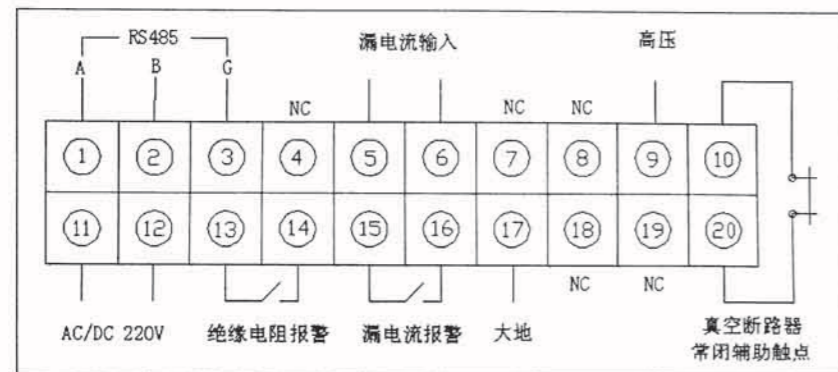 RS485
漏电流输入
高压
A
B
G
NC
NC
NC
1
2
3
4
5
6
7
8
9
10
11
12
13
14
15
16
17
18
19
20
NC
NC
AC/DC 220V
绝缘电阻报警
漏电流报警
大地
真空断路器
常闭辅助触点